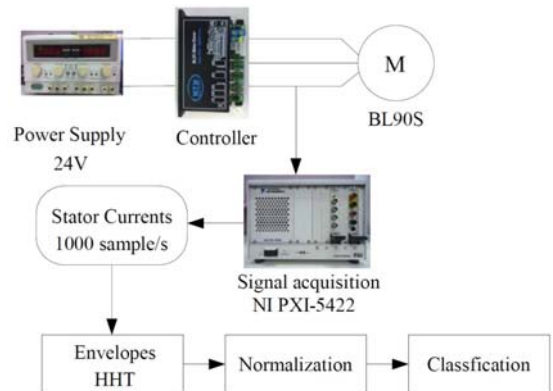 M
BL90S
Power Supply
24V
Controller
Stator Currents
1000 sample/s
Signal acquisition
NI PXI-5422
Envelopes
HHT
Normalization
Classfication